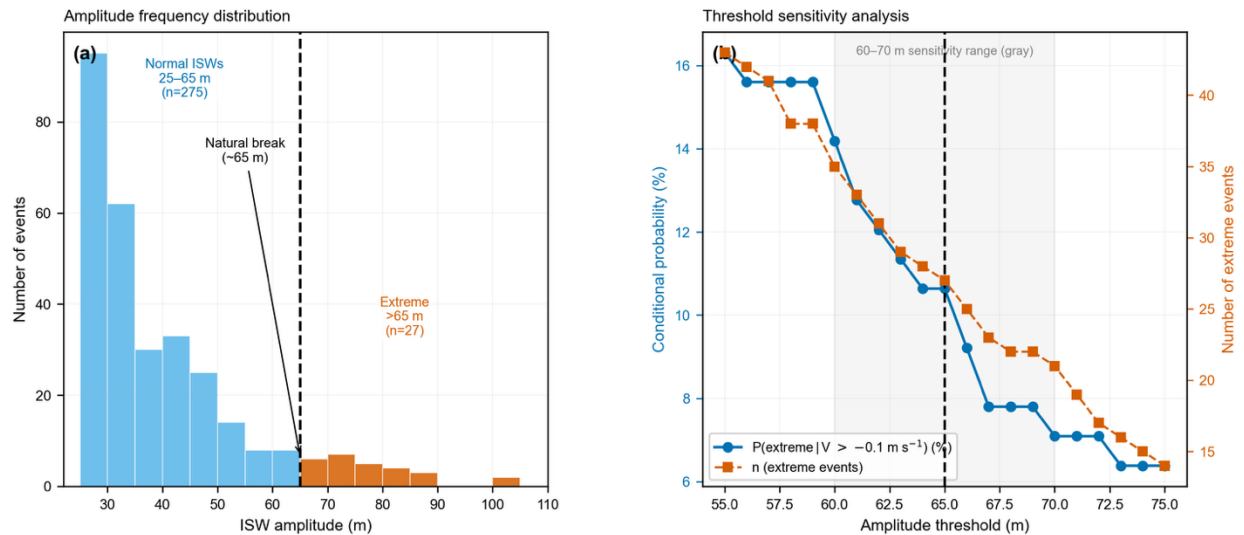 Amplitude frequency distribution
(a)
Normal ISWs
25–65 m
(n=275)
Natural break
(~65 m)
Extreme
>65 m
(n=27)
Number of events
80
60
40
20
0
30
40
50
60
70
80
90
100
110
ISW amplitude (m)
Threshold sensitivity analysis
60–70 m sensitivity range (gray)
Conditional probability (%)
16
14
12
10
8
6
Number of extreme events
40
35
30
25
20
15
P(extreme | V > −0.1 m s⁻¹) (%)
n (extreme events)
55.0
57.5
60.0
62.5
65.0
67.5
70.0
72.5
75.0
Amplitude threshold (m)